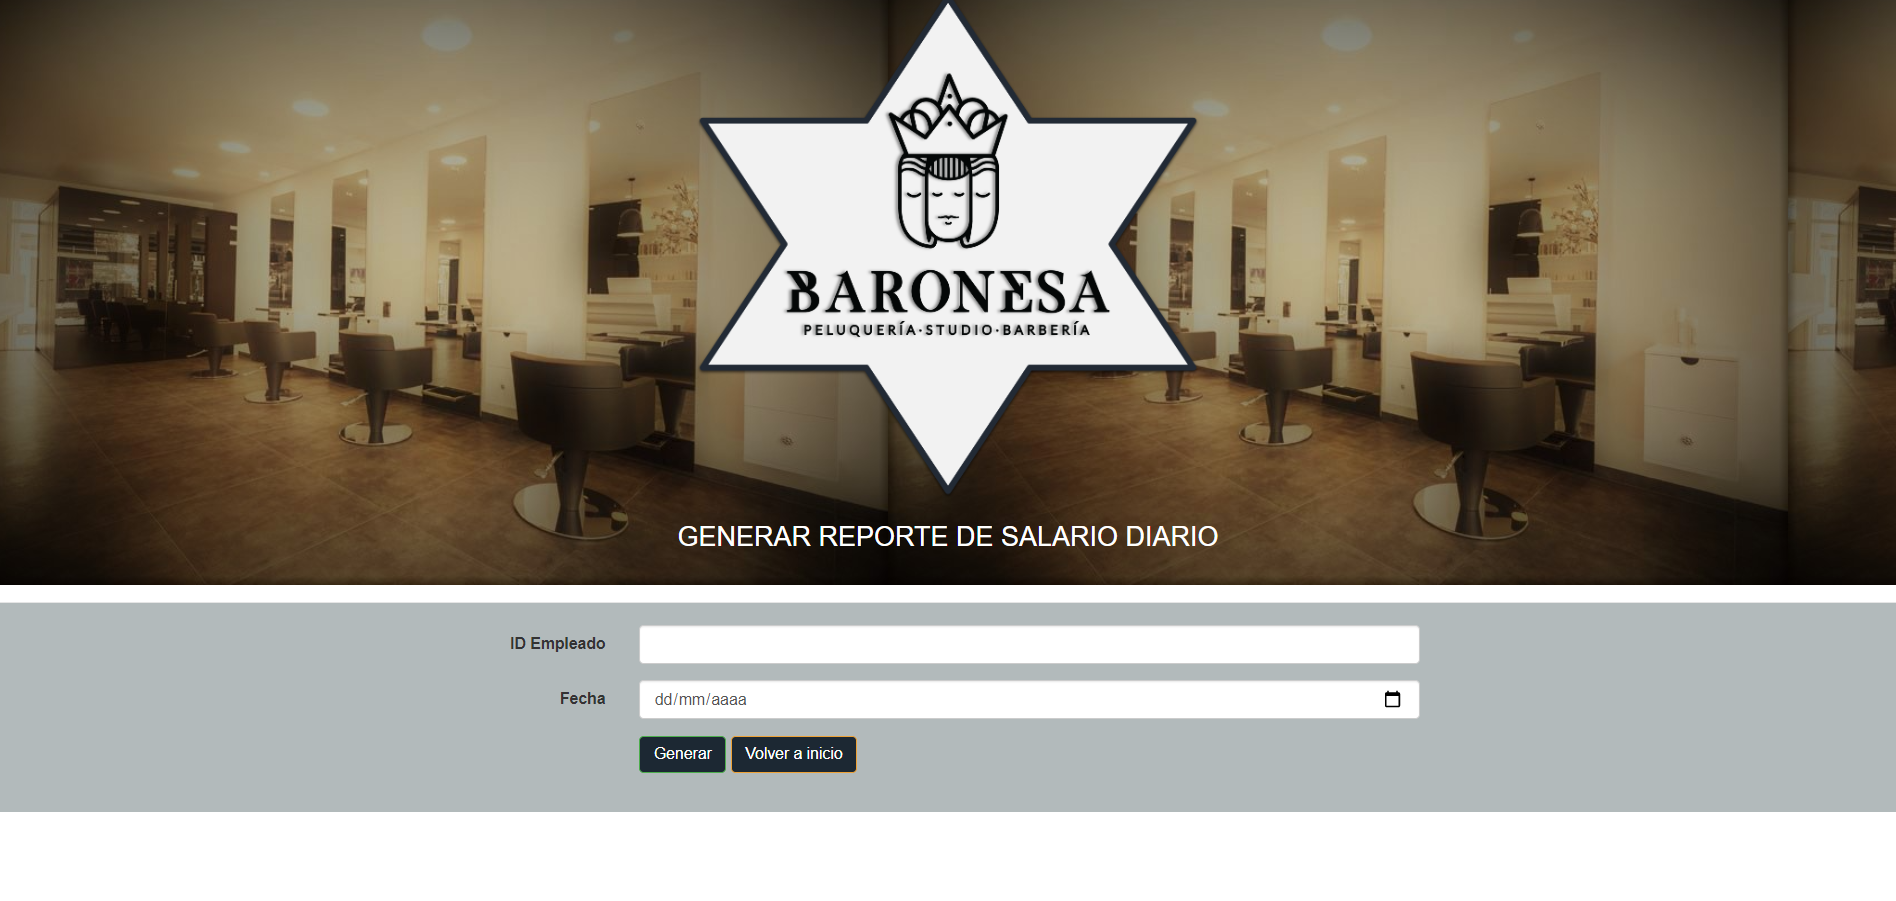 BARONESA
PELUQUERÍA·STUDIO·BARBERÍA
GENERAR REPORTE DE SALARIO DIARIO
ID Empleado
Fecha dd/mm/aaaa
Generar Volver a inicio